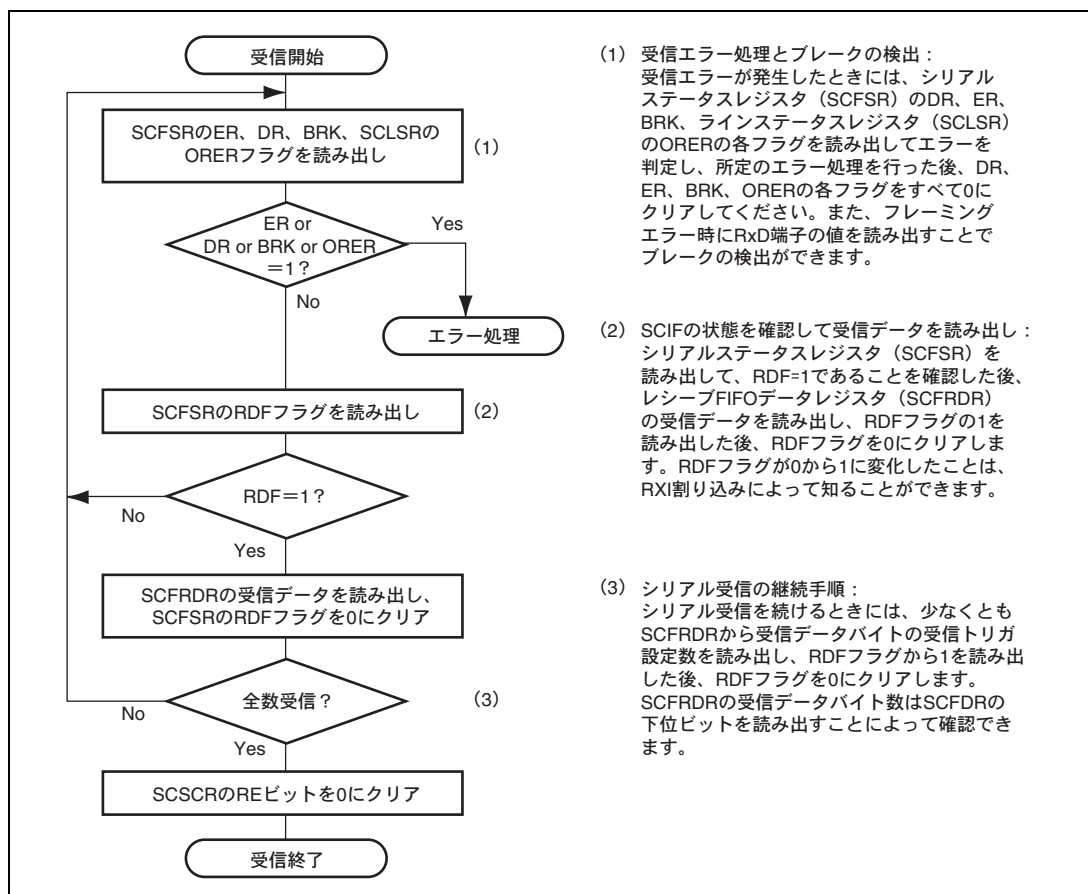 受信開始
SCFSRのER、DR、BRK、SCLSRの
ORERフラグを読み出し
(1)
ER or
DR or BRK or ORER
＝1？
Yes
No
エラー処理
SCFSRのRDFフラグを読み出し
(2)
RDF＝1？
No
Yes
SCFRDRの受信データを読み出し、
SCFSRのRDFフラグを0にクリア
全数受信？
(3)
No
Yes
SCSCRのREビットを0にクリア
受信終了
(1) 受信エラー処理とブレークの検出：
受信エラーが発生したときには、シリアル
ステータスレジスタ（SCFSR）のDR、ER、
BRK、ラインステータスレジスタ（SCLSR）
のORERの各フラグを読み出してエラーを
判定し、所定のエラー処理を行った後、DR、
ER、BRK、ORERの各フラグをすべて0に
クリアしてください。また、フレーミング
エラー時にRxD端子の値を読み出すことで
ブレークの検出ができます。
(2) SCIFの状態を確認して受信データを読み出し：
シリアルステータスレジスタ（SCFSR）を
読み出して、RDF=1であることを確認した後、
レシーブFIFOデータレジスタ（SCFRDR）
の受信データを読み出し、RDFフラグの1を
読み出した後、RDFフラグを0にクリアしま
す。RDFフラグが0から1に変化したことは、
RXI割り込みによって知ることができます。
(3) シリアル受信の継続手順：
シリアル受信を続けるときには、少なくとも
SCFRDRから受信データバイトの受信トリガ
設定数を読み出し、RDFフラグから1を読み出
した後、RDFフラグを0にクリアします。
SCFRDRの受信データバイト数はSCFDRの
下位ビットを読み出すことによって確認でき
ます。